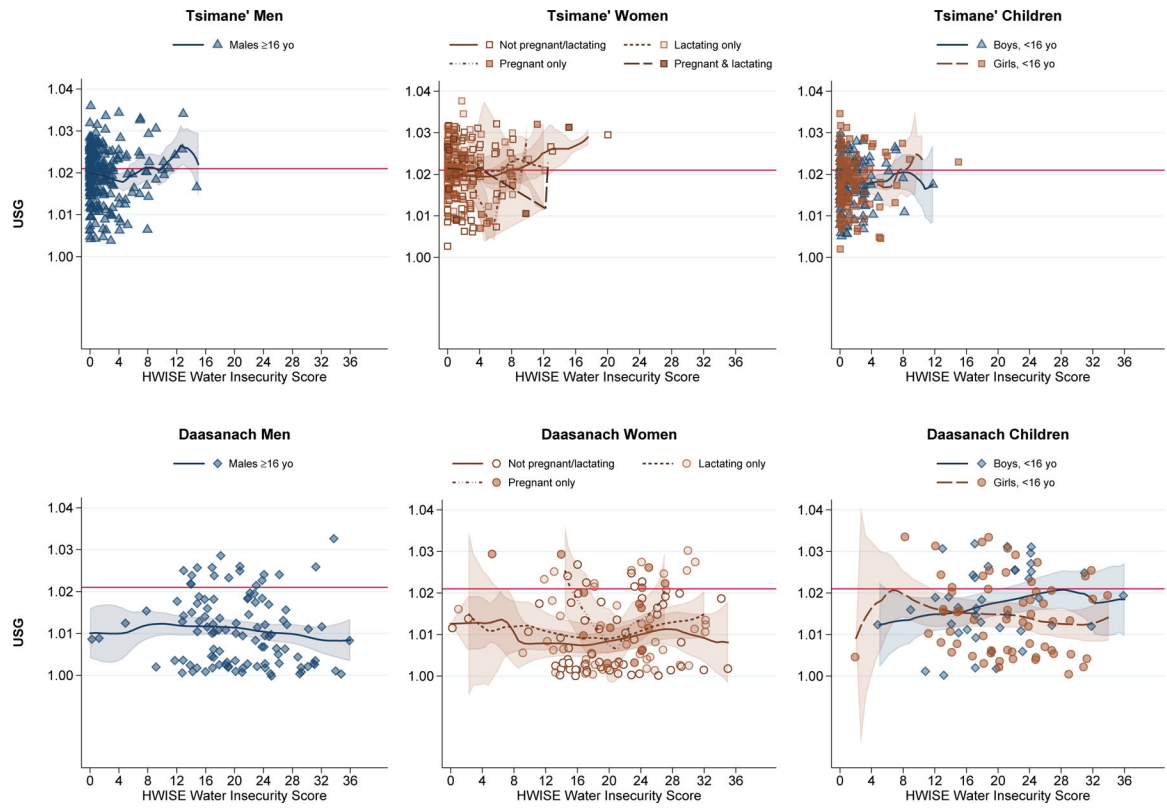 Tsimane' Men
Males ≥16 yo
USG
1.04
1.03
1.02
1.01
1.00
0 4 8 12 16 20 24 28 32 36
HWISE Water Insecurity Score
Tsimane' Women
Not pregnant/lactating Lactating only
Pregnant only Pregnant & lactating
1.04
1.03
1.02
1.01
1.00
0 4 8 12 16 20 24 28 32 36
HWISE Water Insecurity Score
Tsimane' Children
Boys, <16 yo
Girls, <16 yo
1.04
1.03
1.02
1.01
1.00
0 4 8 12 16 20 24 28 32 36
HWISE Water Insecurity Score
Daasanach Men
Males ≥16 yo
USG
1.04
1.03
1.02
1.01
1.00
0 4 8 12 16 20 24 28 32 36
HWISE Water Insecurity Score
Daasanach Women
Not pregnant/lactating Lactating only
Pregnant only
1.04
1.03
1.02
1.01
1.00
0 4 8 12 16 20 24 28 32 36
HWISE Water Insecurity Score
Daasanach Children
Boys, <16 yo
Girls, <16 yo
1.04
1.03
1.02
1.01
1.00
0 4 8 12 16 20 24 28 32 36
HWISE Water Insecurity Score